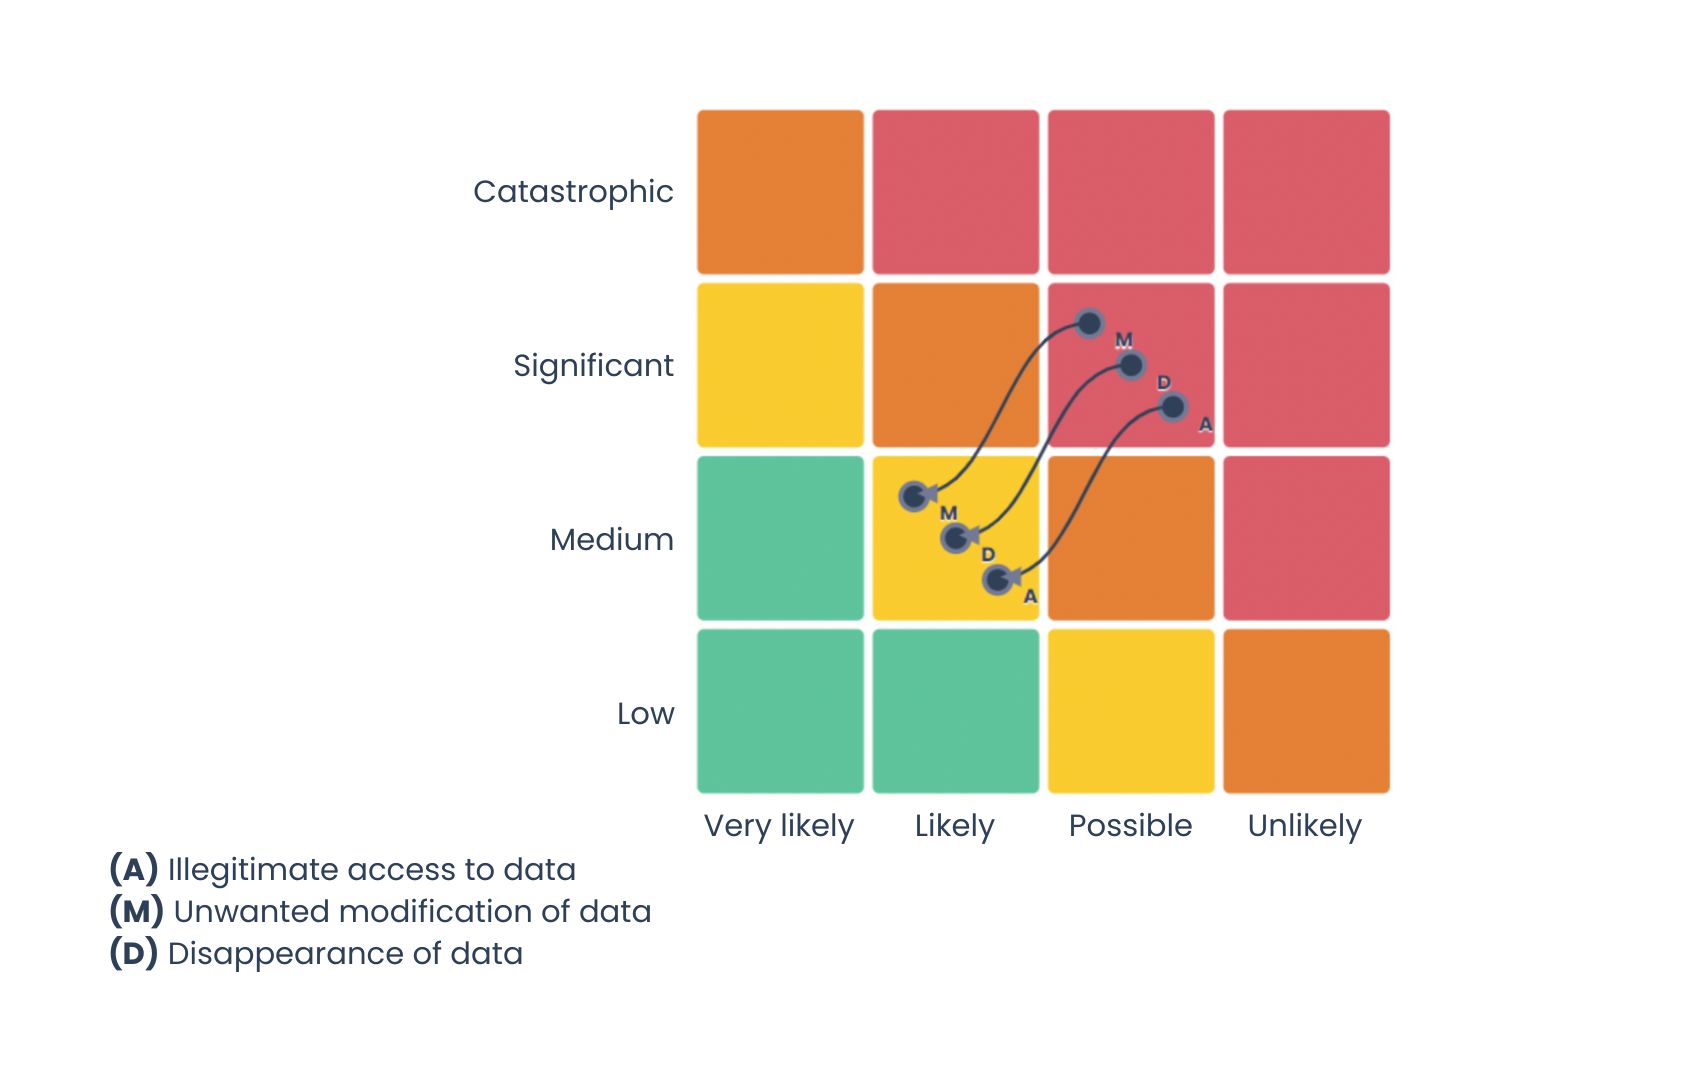 Catastrophic
Significant
M
D
A
Medium
M
D
A
Low
Very likely Likely Possible Unlikely
(A) Illegitimate access to data
(M) Unwanted modification of data
(D) Disappearance of data